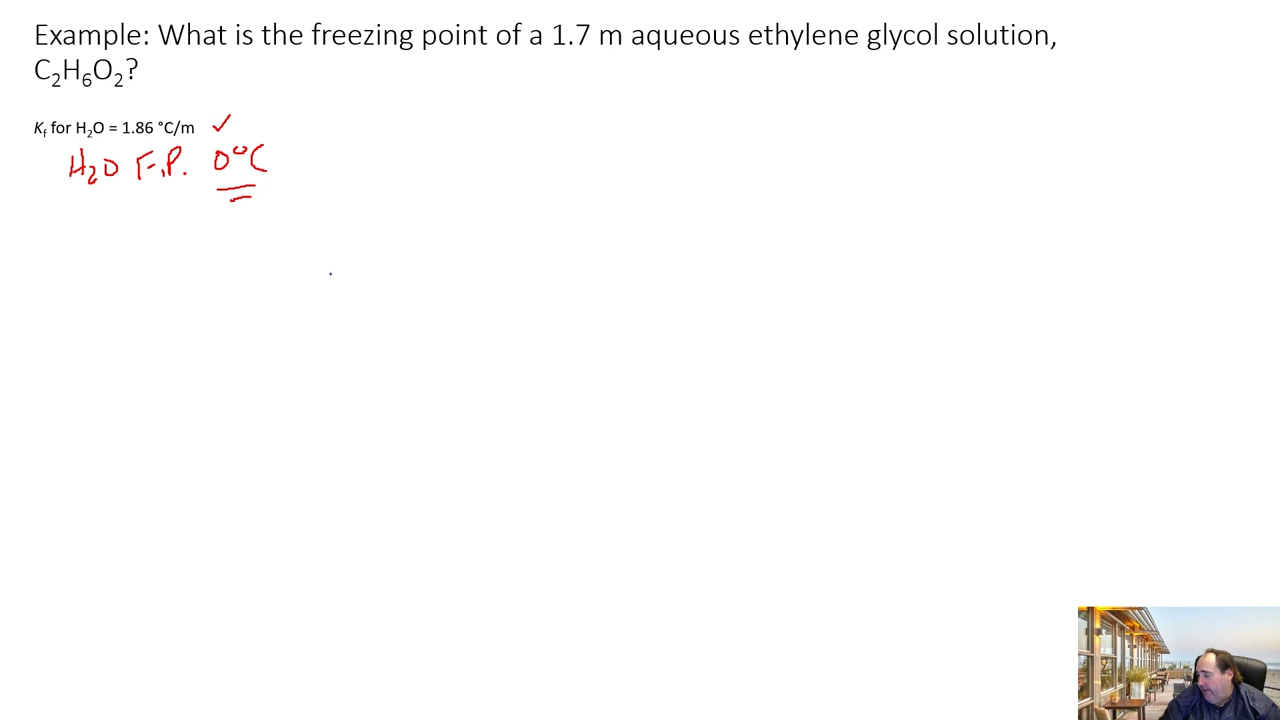 Example: What is the freezing point of a 1.7 m aqueous ethylene glycol solution,
C₂H₆O₂?
Kf for H₂O = 1.86 °C/m ✓
H₂O F.P. 0°C